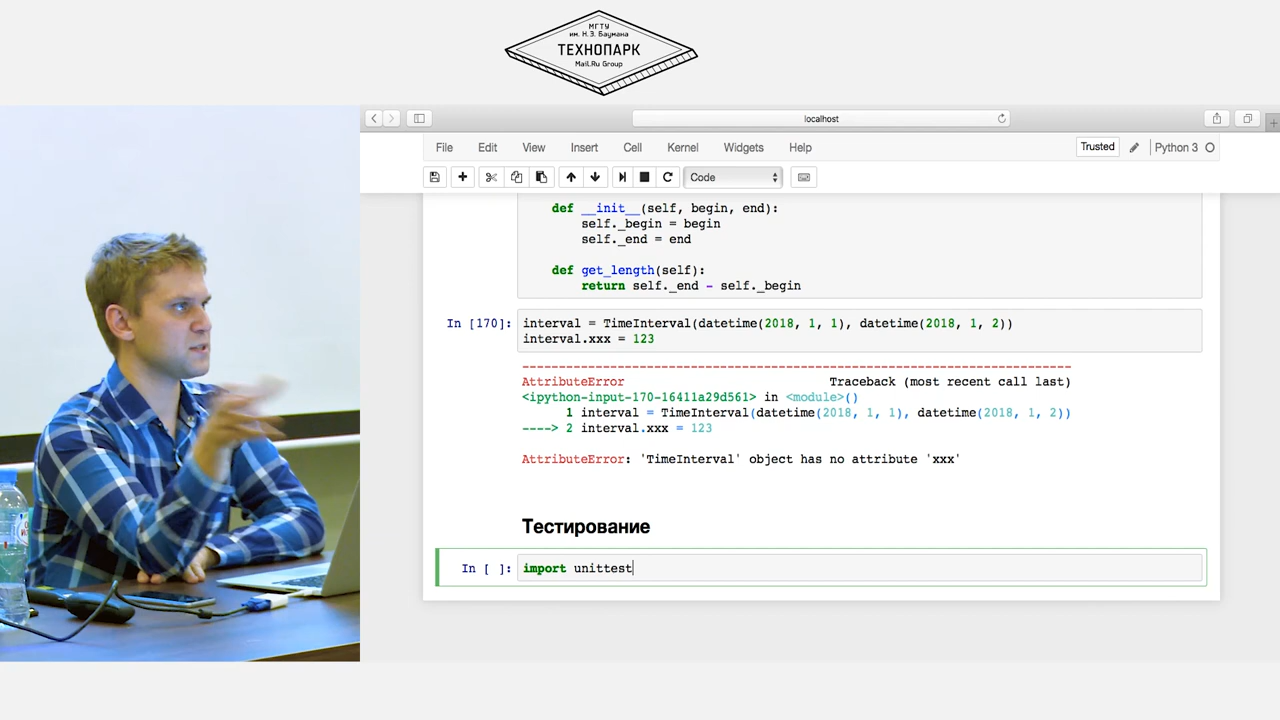 МГТУ
им. Н.Э. Баумана
ТЕХНОПАРК
Mail.Ru Group
localhost
File Edit View Insert Cell Kernel Widgets Help
Trusted
Python 3
Code
def __init__(self, begin, end):
self._begin = begin
self._end = end
def get_length(self):
return self._end - self._begin
In [170]: interval = TimeInterval(datetime(2018, 1, 1), datetime(2018, 1, 2))
interval.xxx = 123
---------------------------------------------------------------------------
AttributeError Traceback (most recent call last)
<ipython-input-170-16411a29d561> in <module>()
1 interval = TimeInterval(datetime(2018, 1, 1), datetime(2018, 1, 2))
----> 2 interval.xxx = 123
AttributeError: 'TimeInterval' object has no attribute 'xxx'
Тестирование
In [ ]: import unittest